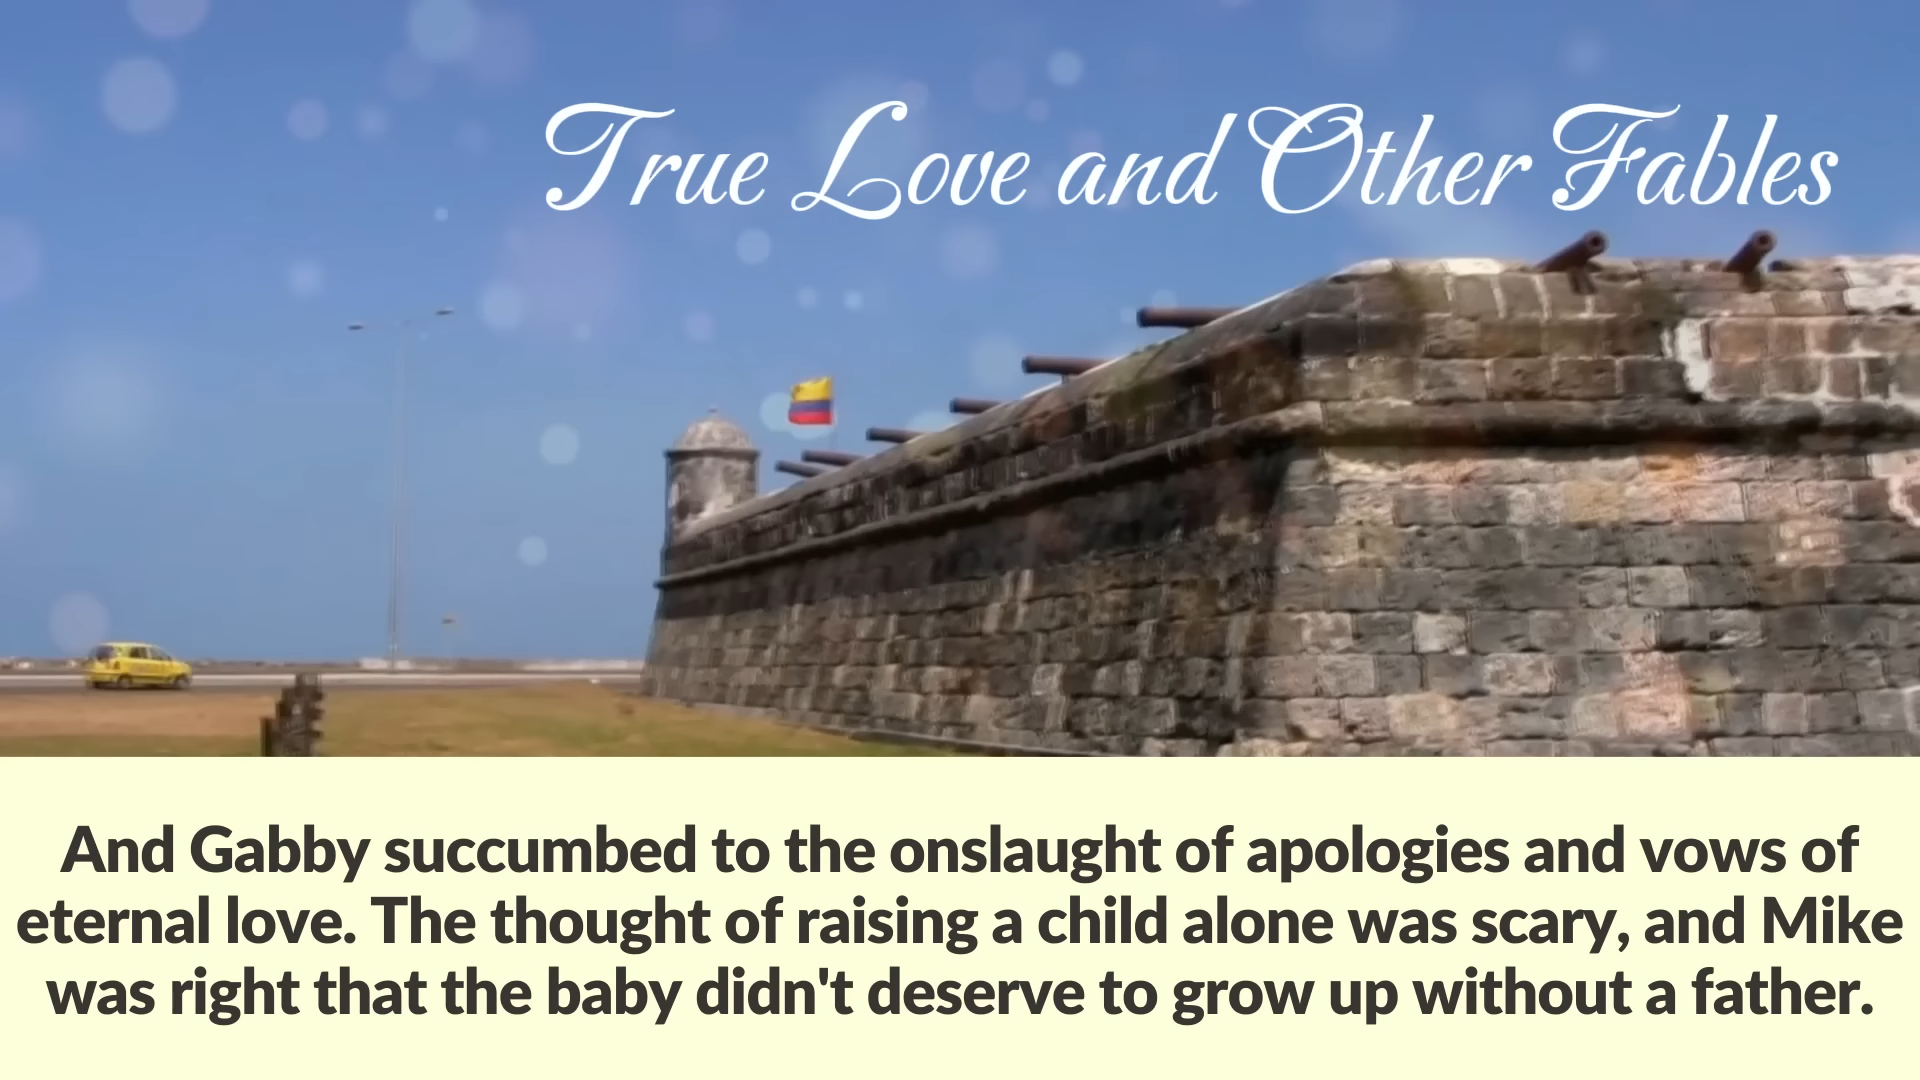 True Love and Other Fables
And Gabby succumbed to the onslaught of apologies and vows of
eternal love. The thought of raising a child alone was scary, and Mike
was right that the baby didn't deserve to grow up without a father.